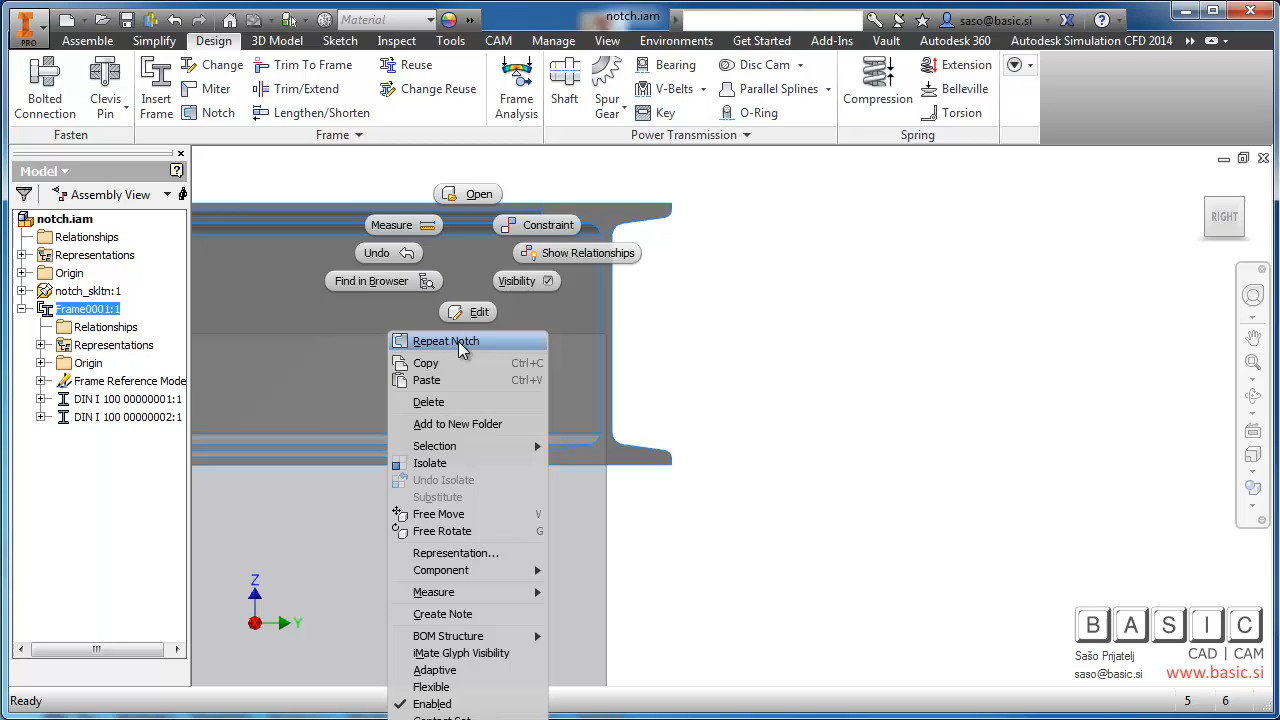 Material
notch.iam
saso@basic.si
PRO
Assemble Simplify Design 3D Model Sketch Inspect Tools CAM Manage View Environments Get Started Add-Ins Vault Autodesk 360 Autodesk Simulation CFD 2014
Bolted Connection
Clevis Pin
Insert Frame
Change
Miter
Notch
Trim To Frame
Trim/Extend
Lengthen/Shorten
Reuse
Change Reuse
Frame Analysis
Shaft
Spur Gear
Bearing
V-Belts
Key
Disc Cam
Parallel Splines
O-Ring
Compression
Extension
Belleville
Torsion
Fasten
Frame
Power Transmission
Spring
Model
Assembly View
notch.iam
Relationships
Representations
Origin
notch_skltn:1
Frame0001:1
Relationships
Representations
Origin
Frame Reference Mode
DIN I 100 00000001:1
DIN I 100 00000002:1
Open
Measure
Constraint
Undo
Show Relationships
Find in Browser
Visibility
Edit
Repeat Notch
Copy Ctrl+C
Paste Ctrl+V
Delete
Add to New Folder
Selection
Isolate
Undo Isolate
Substitute
Free Move V
Free Rotate G
Representation...
Component
Measure
Create Note
BOM Structure
iMate Glyph Visibility
Adaptive
Flexible
Enabled
Contact Set
RIGHT
Z
Y
BASIC
CAD | CAM
Sašo Prijatelj
saso@basic.si
www.basic.si
Ready
5 6